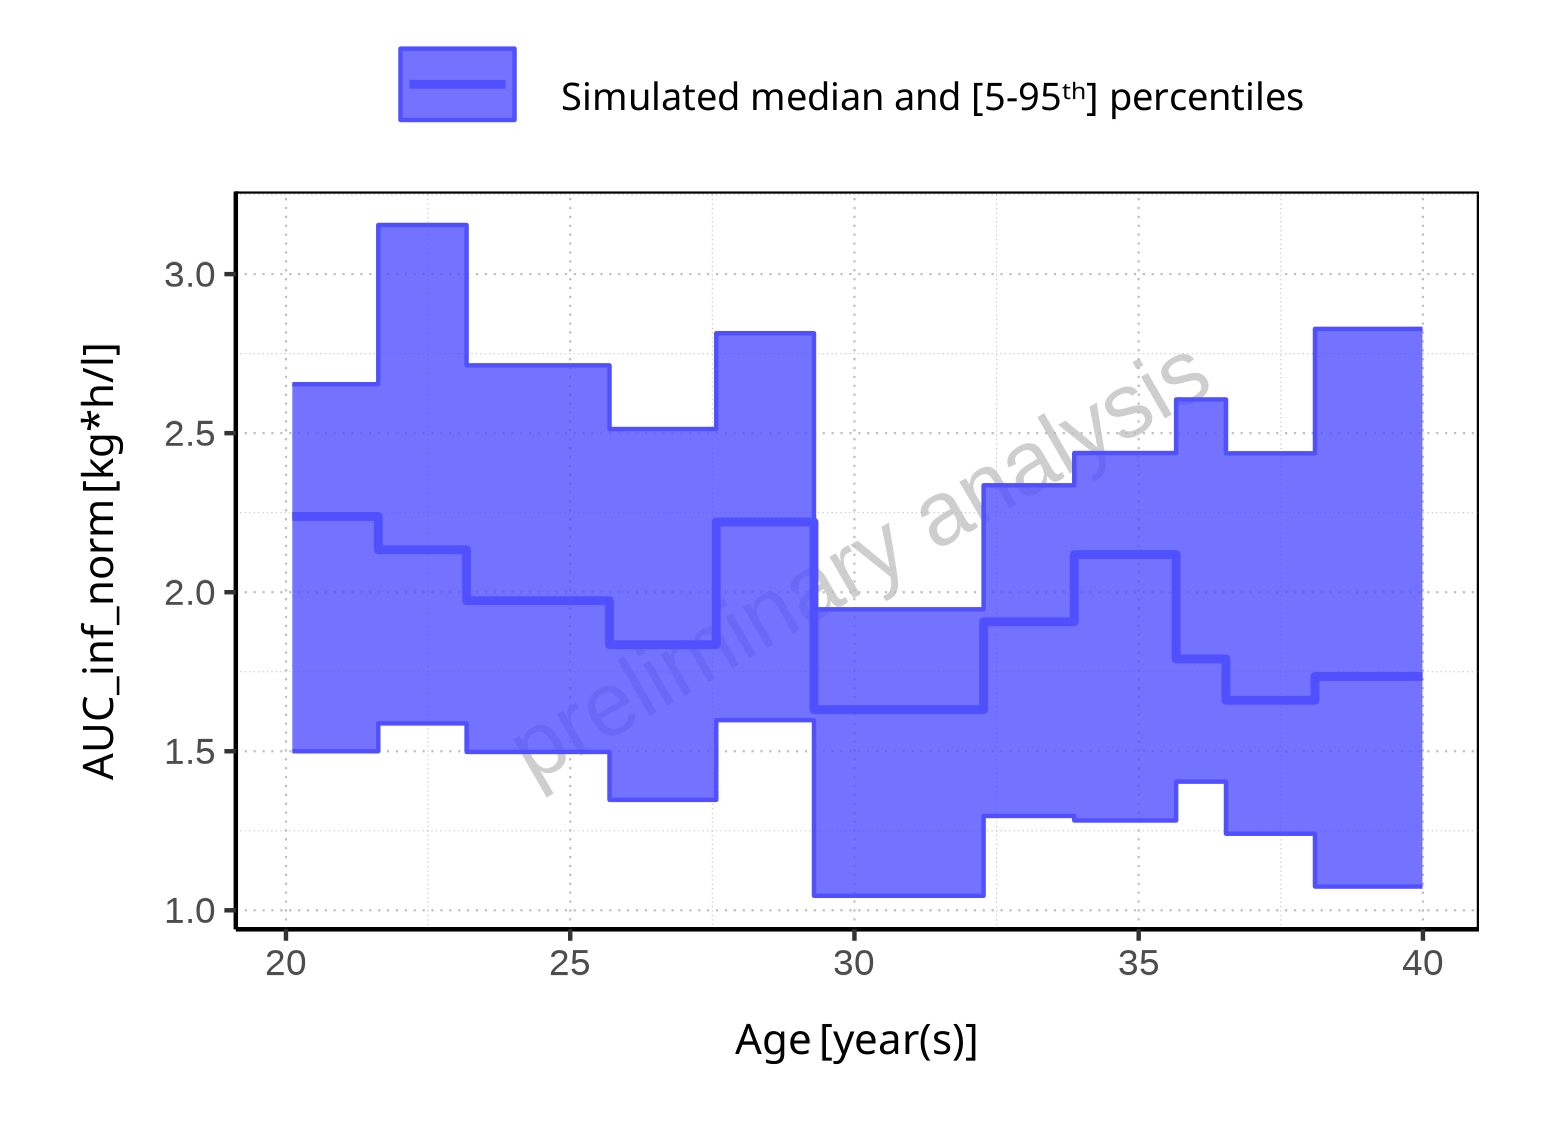 Simulated median and [5-95th] percentiles
3.0
2.5
2.0
1.5
1.0
AUC_inf_norm [kg*h/l]
preliminary analysis
20 25 30 35 40
Age [year(s)]